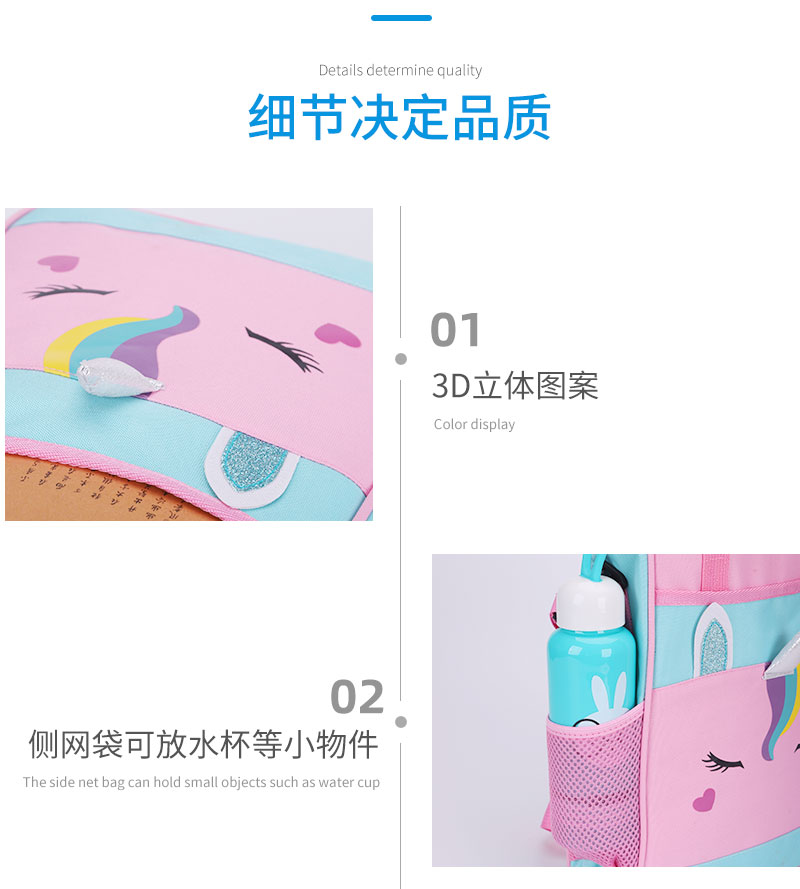 Details determine quality
细节决定品质
01
3D立体图案
Color display
02
侧网袋可放水杯等小物件
The side net bag can hold small objects such as water cup